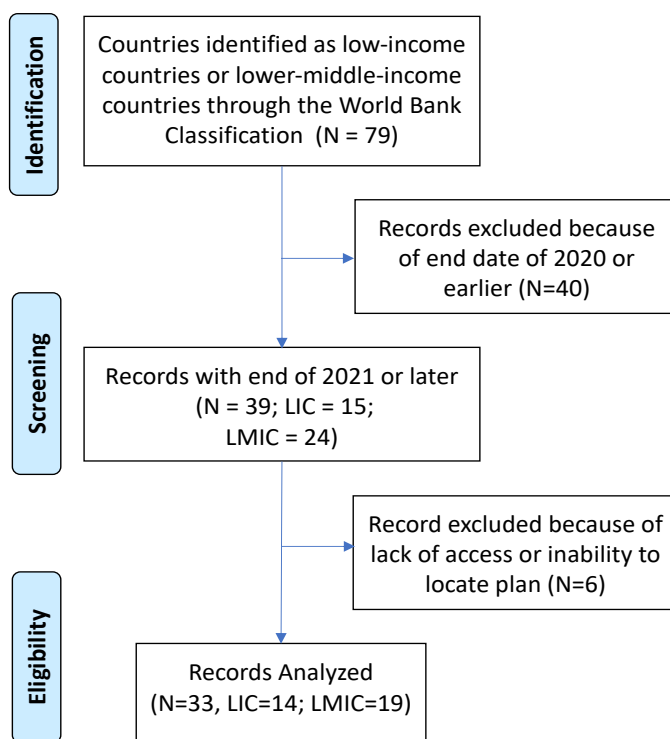 Identification
Countries identified as low-income
countries or lower-middle-income
countries through the World Bank
Classification (N = 79)
Records excluded because
of end date of 2020 or
earlier (N=40)
Screening
Records with end of 2021 or later
(N = 39; LIC = 15;
LMIC = 24)
Record excluded because of
lack of access or inability to
locate plan (N=6)
Eligibility
Records Analyzed
(N=33, LIC=14; LMIC=19)